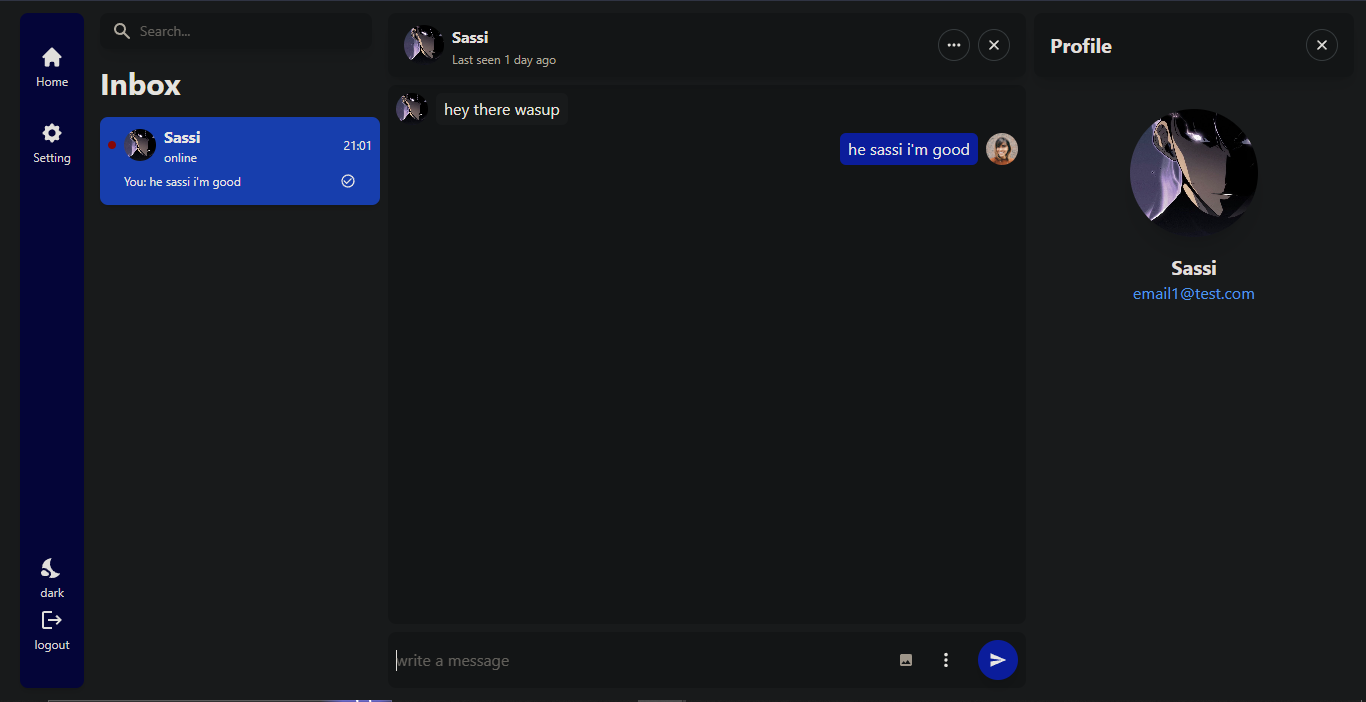 Home
Setting
dark
logout
Search...
Inbox
Sassi
21:01
online
You: he sassi i'm good
Sassi
Last seen 1 day ago
hey there wasup
he sassi i'm good
write a message
Profile
Sassi
email1@test.com